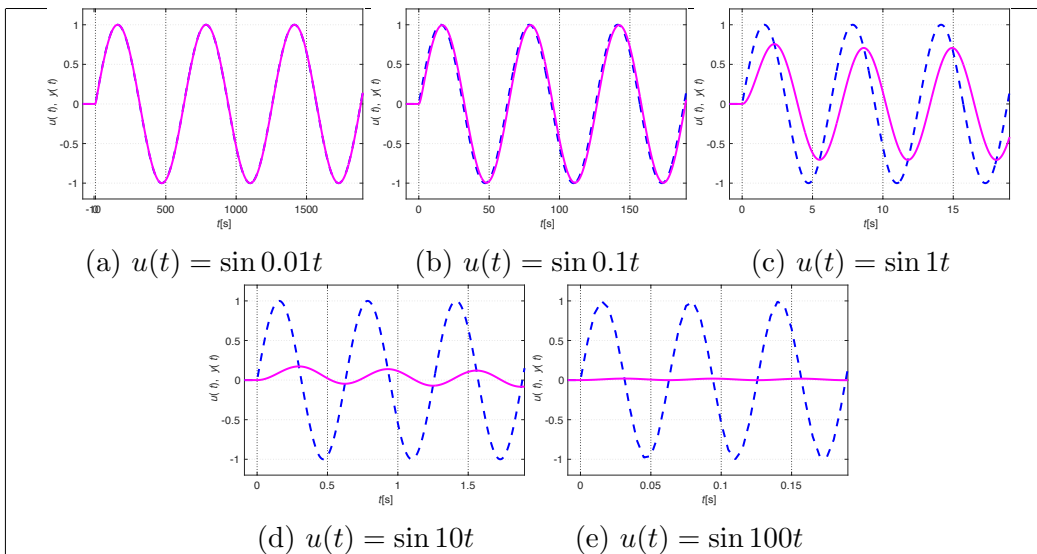 1
0.5
0
-0.5
-1
u( t), y( t)
-10 0 500 1000 1500
t[s]
(a) u(t) = sin 0.01t
1
0.5
0
-0.5
-1
u( t), y( t)
0 50 100 150
t[s]
(b) u(t) = sin 0.1t
1
0.5
0
-0.5
-1
u( t), y( t)
0 5 10 15
t[s]
(c) u(t) = sin 1t
1
0.5
0
-0.5
-1
u( t), y( t)
0 0.5 1 1.5
t[s]
(d) u(t) = sin 10t
1
0.5
0
-0.5
-1
u( t), y( t)
0 0.05 0.1 0.15
t[s]
(e) u(t) = sin 100t